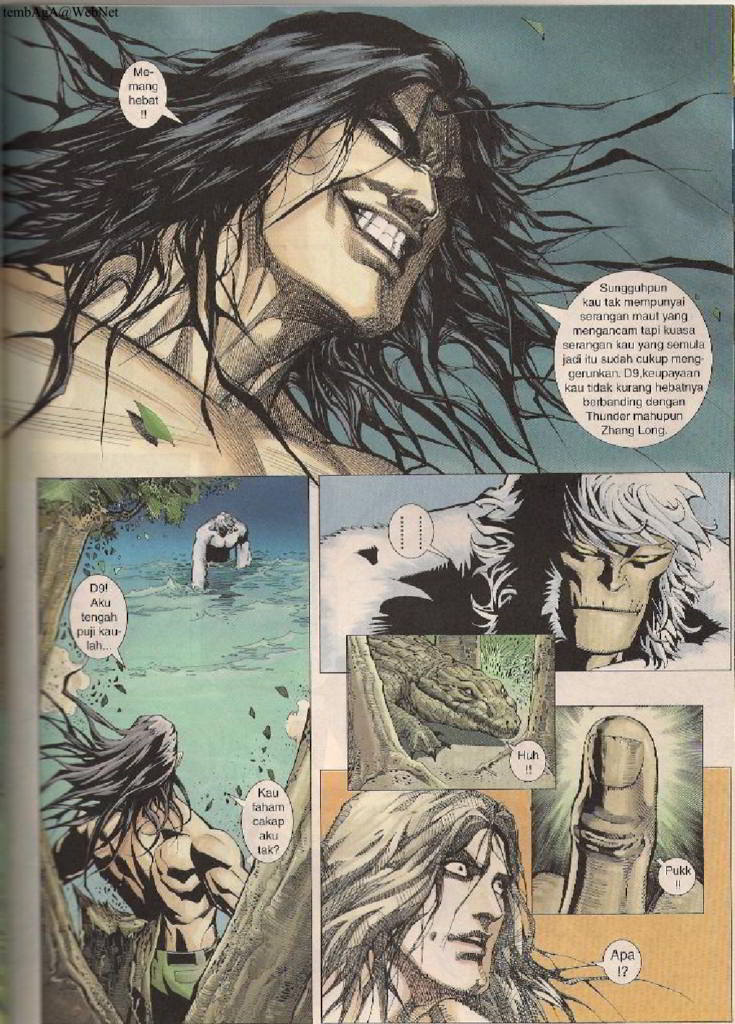 tembAgA@WebNet
Me-
mang
hebat
!!
Sungguhpun
kau tak mempunyai
serangan maut yang
mengancam tapi kuasa
serangan kau yang semula
jadi itu sudah cukup meng-
gerunkan. D9,keupayaan
kau tidak kurang hebatnya
berbanding dengan
Thunder mahupun
Zhang Long.
D9!
Aku
tengah
puji kau-
lah...
Kau
faham
cakap
aku
tak?
Huh
!!
Pukk
!!
Apa
!?